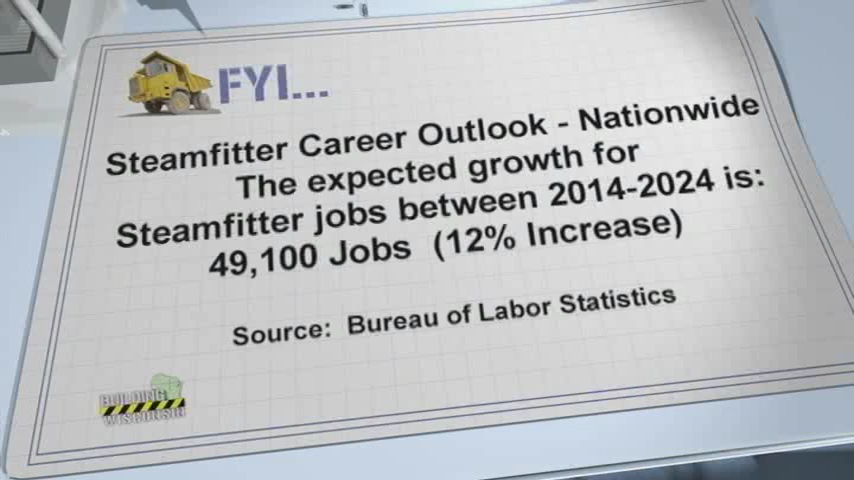 FYI...
Steamfitter Career Outlook - Nationwide
The expected growth for
Steamfitter jobs between 2014-2024 is:
49,100 Jobs (12% Increase)
Source: Bureau of Labor Statistics
BUILDING
WISCONSIN